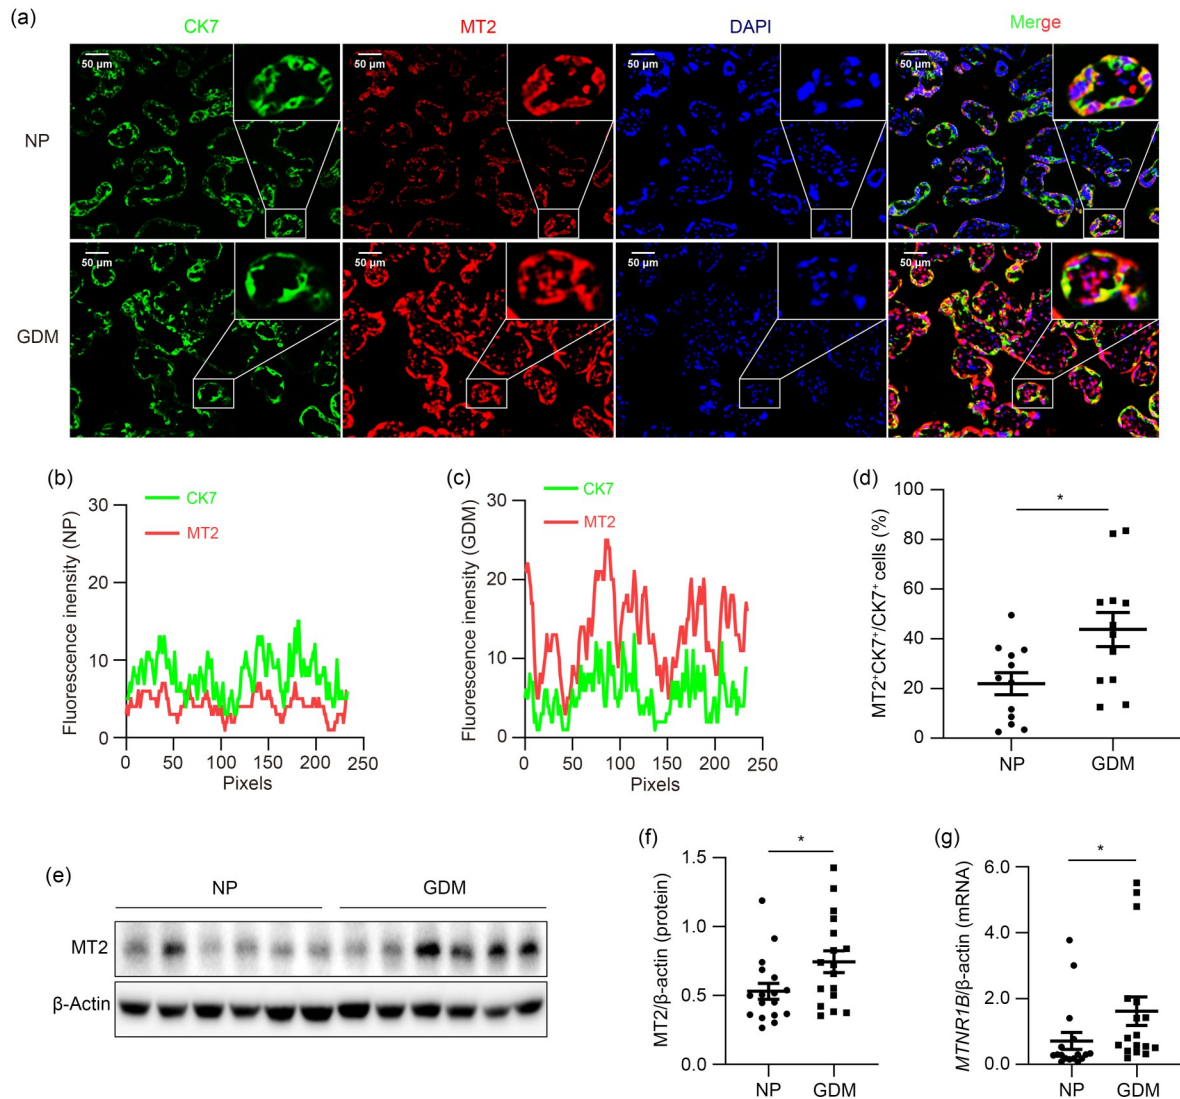 (a)
CK7 MT2 DAPI Merge
NP
50 µm 50 µm 50 µm 50 µm
GDM
50 µm 50 µm 50 µm 50 µm
(b)
CK7
MT2
Fluorescence inensity (NP)
30
20
10
0
0 50 100 150 200 250
Pixels
(c)
CK7
MT2
Fluorescence inensity (GDM)
30
20
10
0
0 50 100 150 200 250
Pixels
(d)
MT2⁺CK7⁺/CK7⁺ cells (%)
100
80
60
40
20
0
*
NP GDM
(e)
NP GDM
MT2
β-Actin
(f)
MT2/β-actin (protein)
1.5
1.0
0.5
0.0
*
NP GDM
(g)
MTNR1B/β-actin (mRNA)
6.0
4.0
2.0
0.0
*
NP GDM